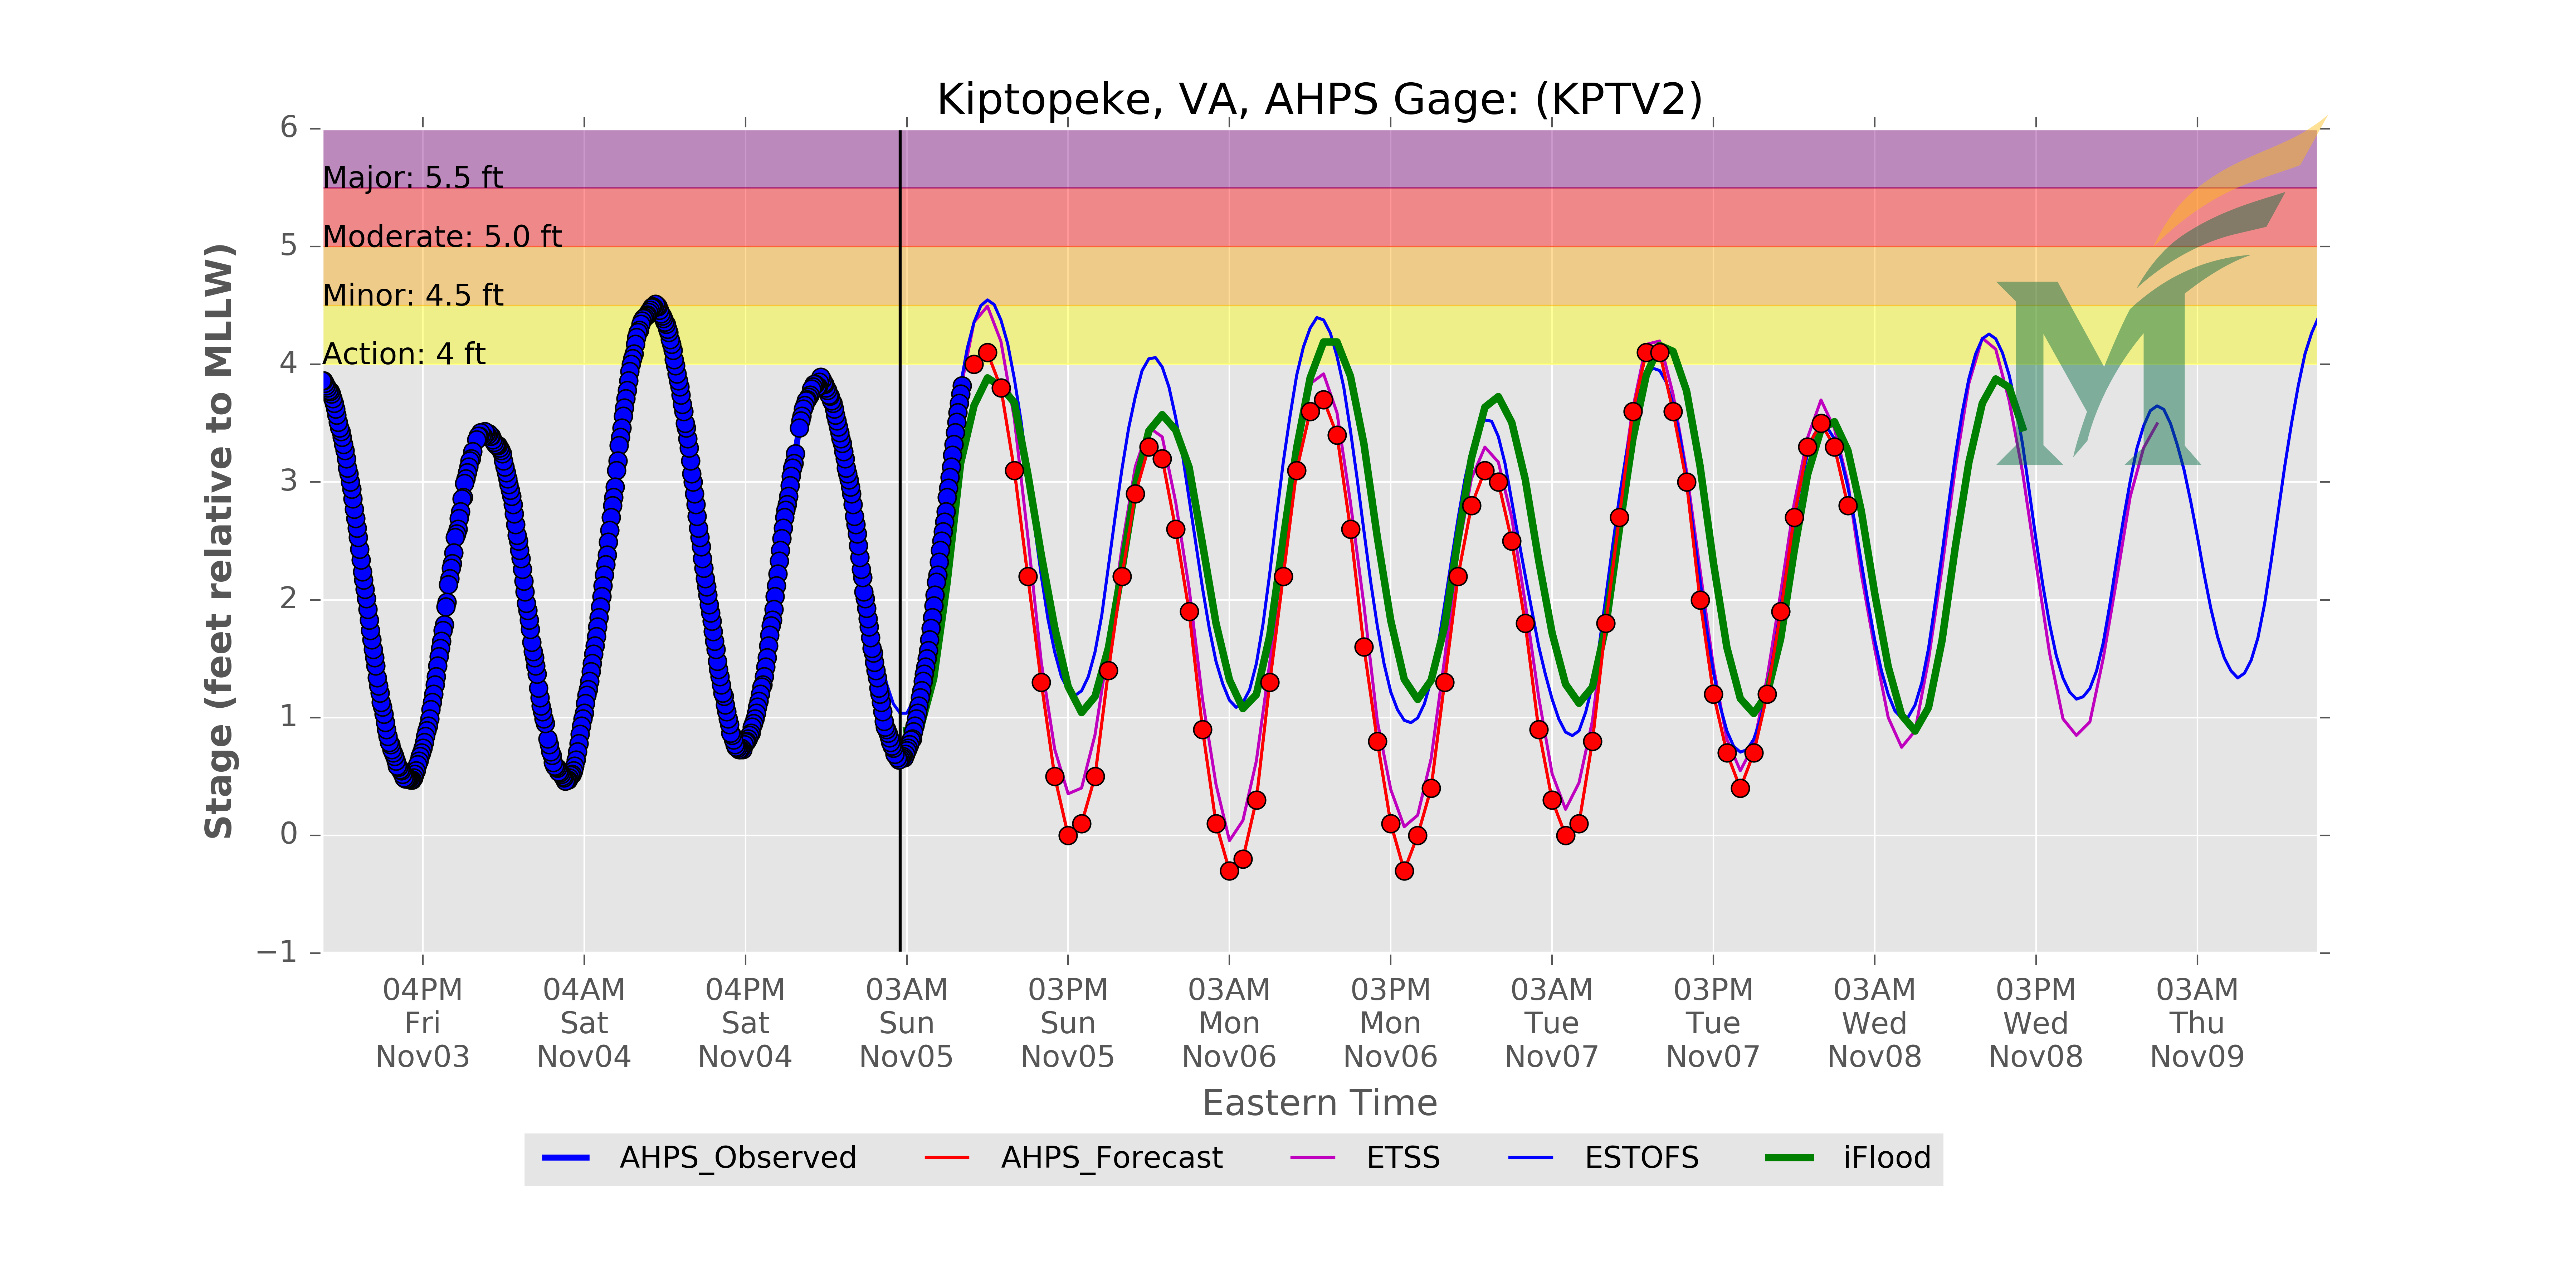 Kiptopeke, VA, AHPS Gage: (KPTV2)
6
5
4
3
2
1
0
−1
Stage (feet relative to MLLW)
Major: 5.5 ft
Moderate: 5.0 ft
Minor: 4.5 ft
Action: 4 ft
M
04PM 04AM 04PM 03AM 03PM 03AM 03PM 03AM 03PM 03AM 03PM 03AM
Fri Sat Sat Sun Sun Mon Mon Tue Tue Wed Wed Thu
Nov03 Nov04 Nov04 Nov05 Nov05 Nov06 Nov06 Nov07 Nov07 Nov08 Nov08 Nov09
Eastern Time
AHPS_Observed AHPS_Forecast ETSS ESTOFS iFlood